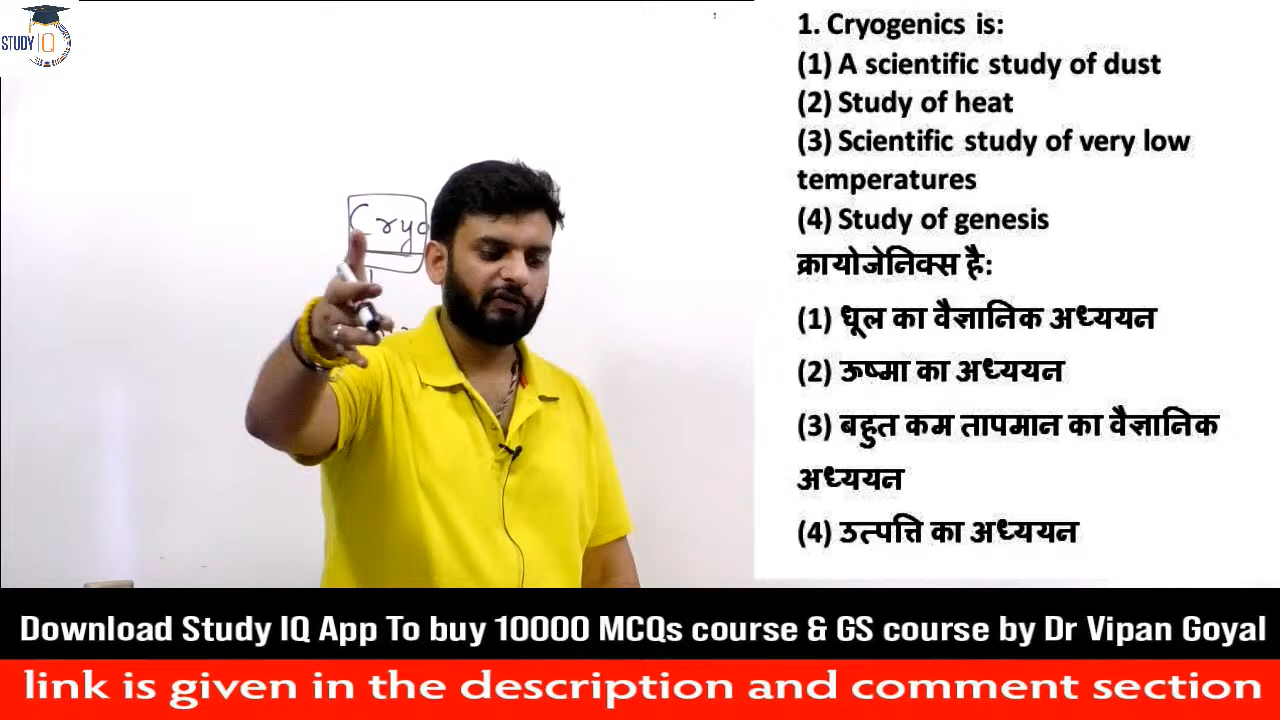 STUDY IQ
Cryo
1. Cryogenics is:
(1) A scientific study of dust
(2) Study of heat
(3) Scientific study of very low
temperatures
(4) Study of genesis
क्रायोजेनिक्स है:
(1) धूल का वैज्ञानिक अध्ययन
(2) ऊष्मा का अध्ययन
(3) बहुत कम तापमान का वैज्ञानिक
अध्ययन
(4) उत्पत्ति का अध्ययन
Download Study IQ App To buy 10000 MCQs course & GS course by Dr Vipan Goyal
link is given in the description and comment section